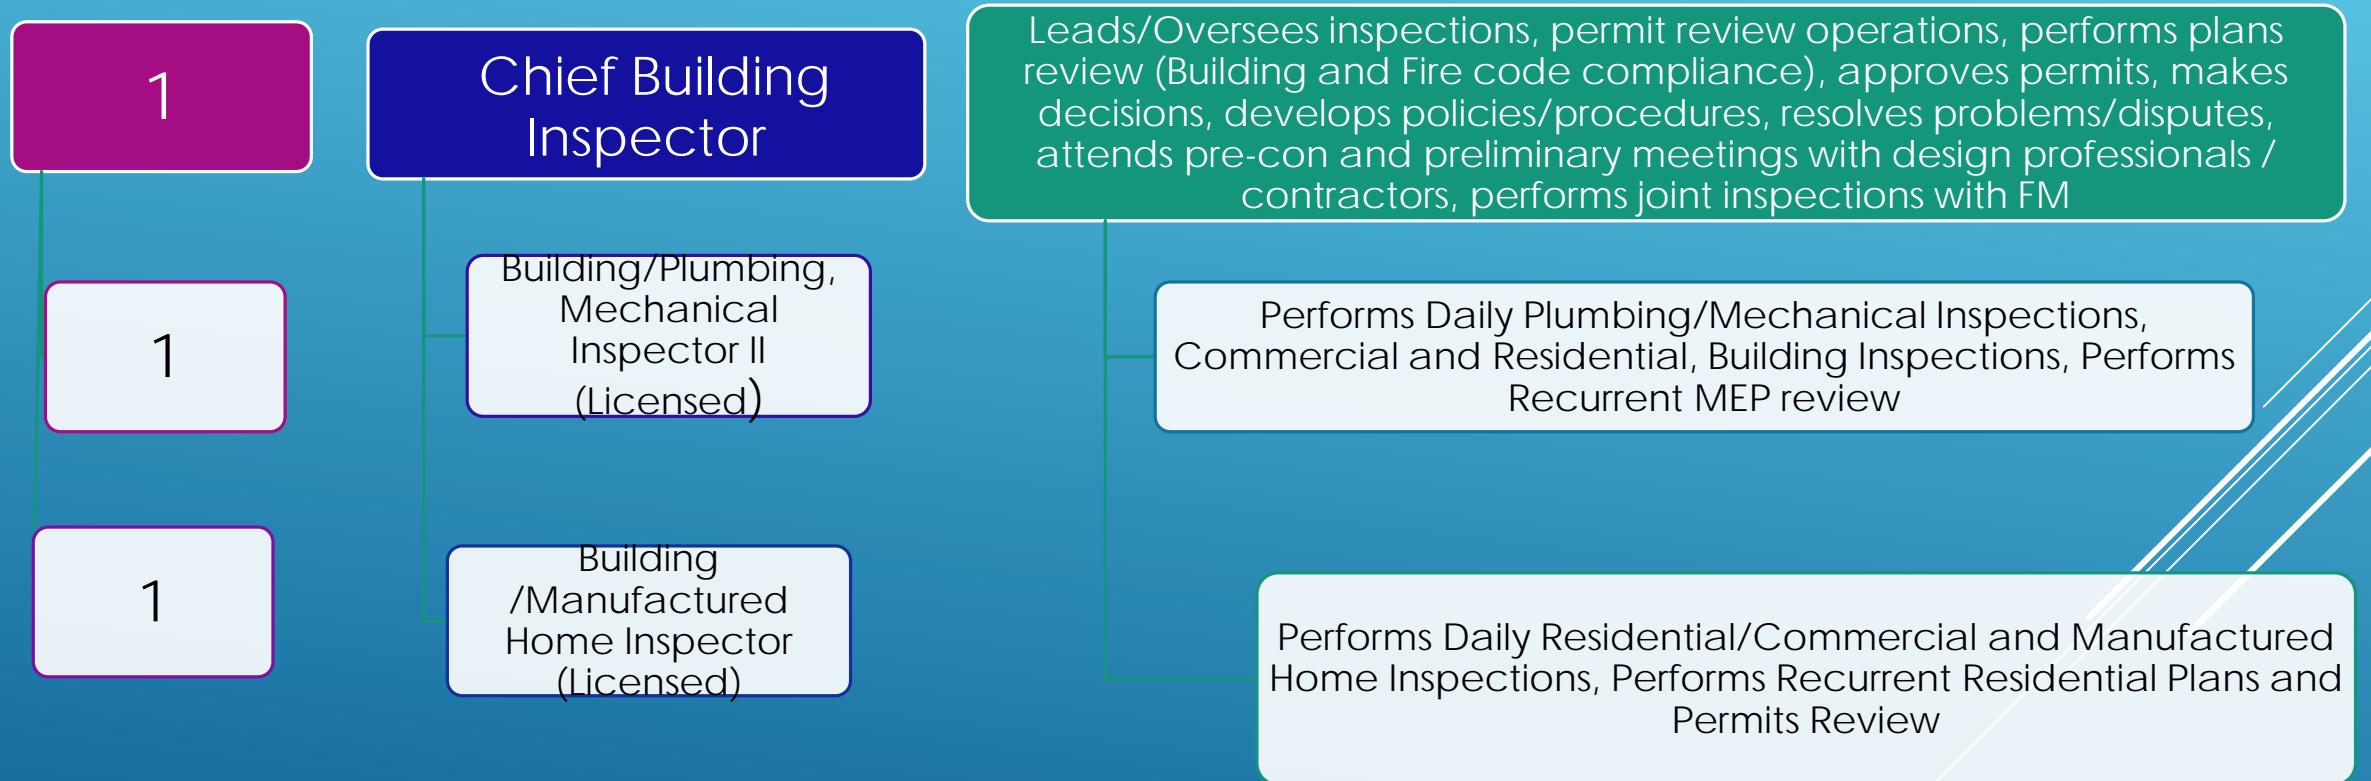 1
Chief Building
Inspector
Leads/Oversees inspections, permit review operations, performs plans
review (Building and Fire code compliance), approves permits, makes
decisions, develops policies/procedures, resolves problems/disputes,
attends pre-con and preliminary meetings with design professionals /
contractors, performs joint inspections with FM
1
Building/Plumbing,
Mechanical
Inspector II
(Licensed)
Performs Daily Plumbing/Mechanical Inspections,
Commercial and Residential, Building Inspections, Performs
Recurrent MEP review
1
Building
/Manufactured
Home Inspector
(Licensed)
Performs Daily Residential/Commercial and Manufactured
Home Inspections, Performs Recurrent Residential Plans and
Permits Review